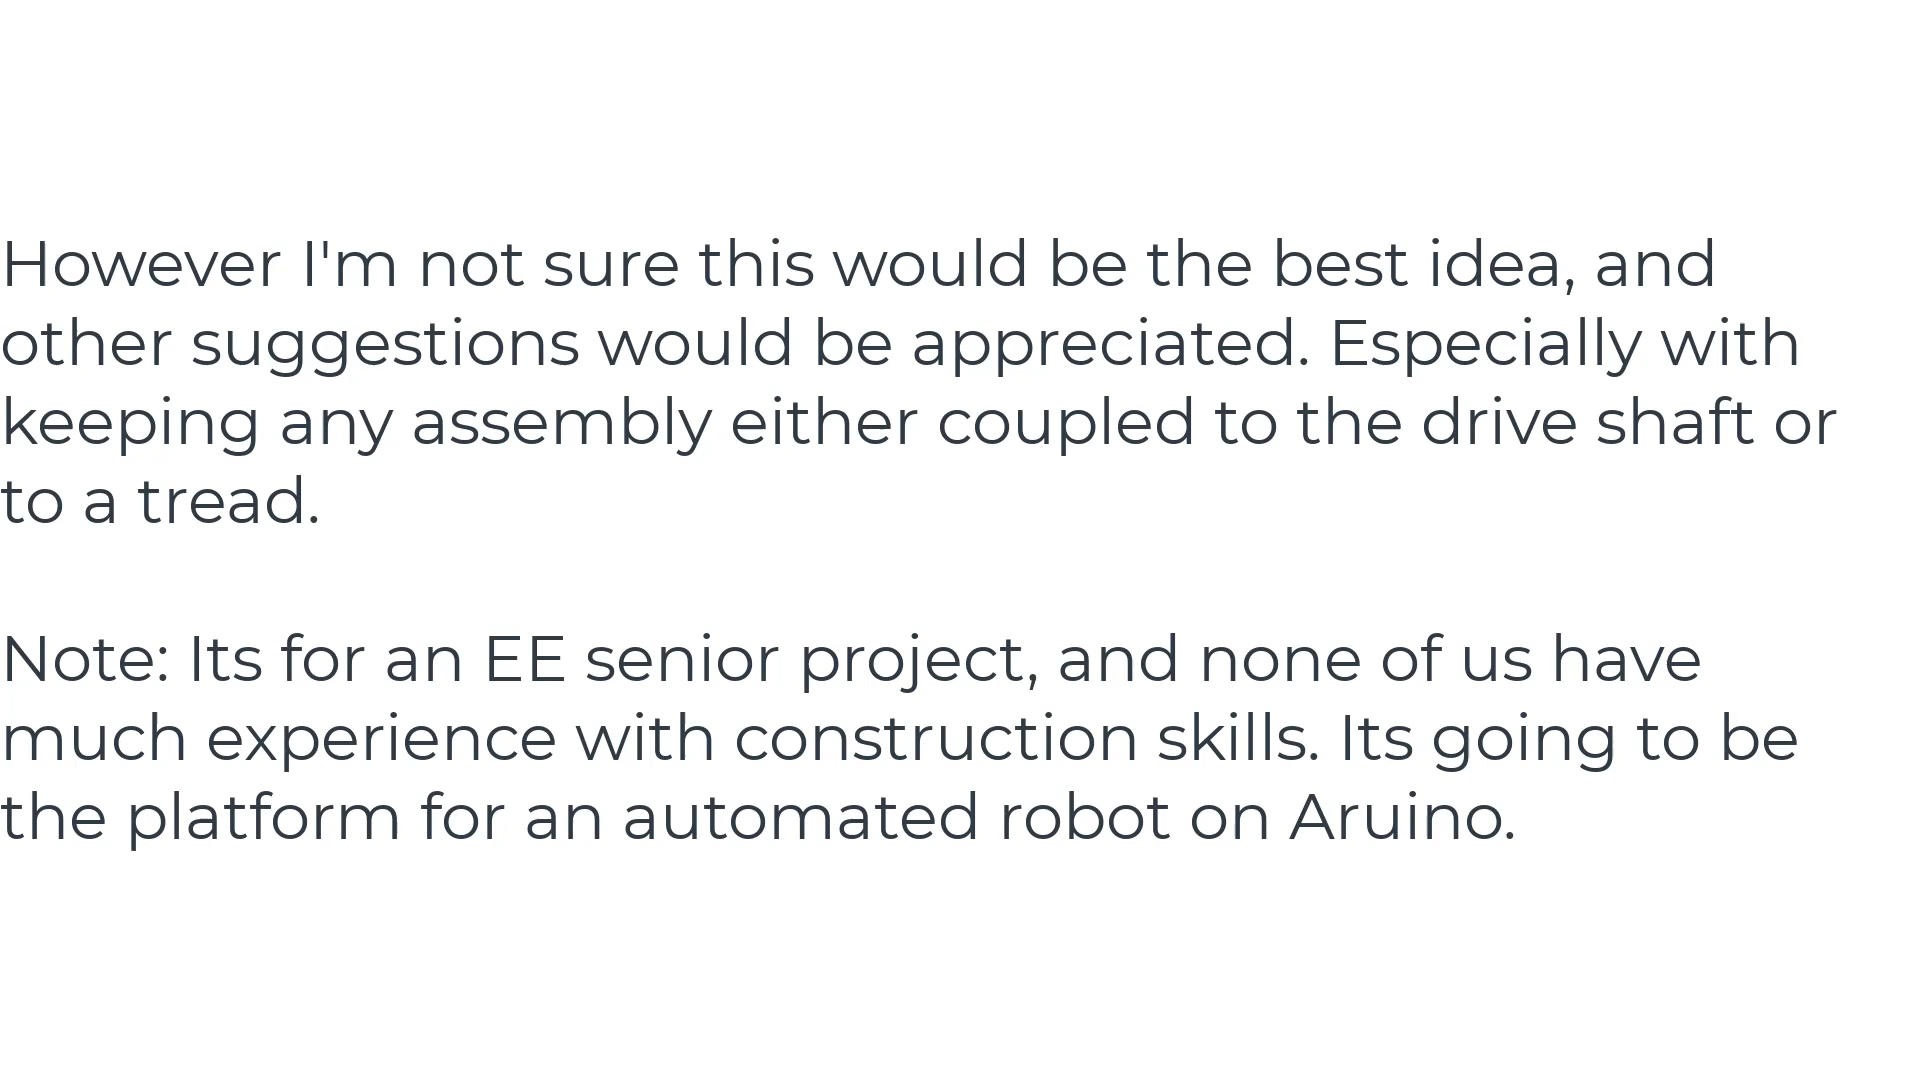 However I'm not sure this would be the best idea, and
other suggestions would be appreciated. Especially with
keeping any assembly either coupled to the drive shaft or
to a tread.
Note: Its for an EE senior project, and none of us have
much experience with construction skills. Its going to be
the platform for an automated robot on Aruino.